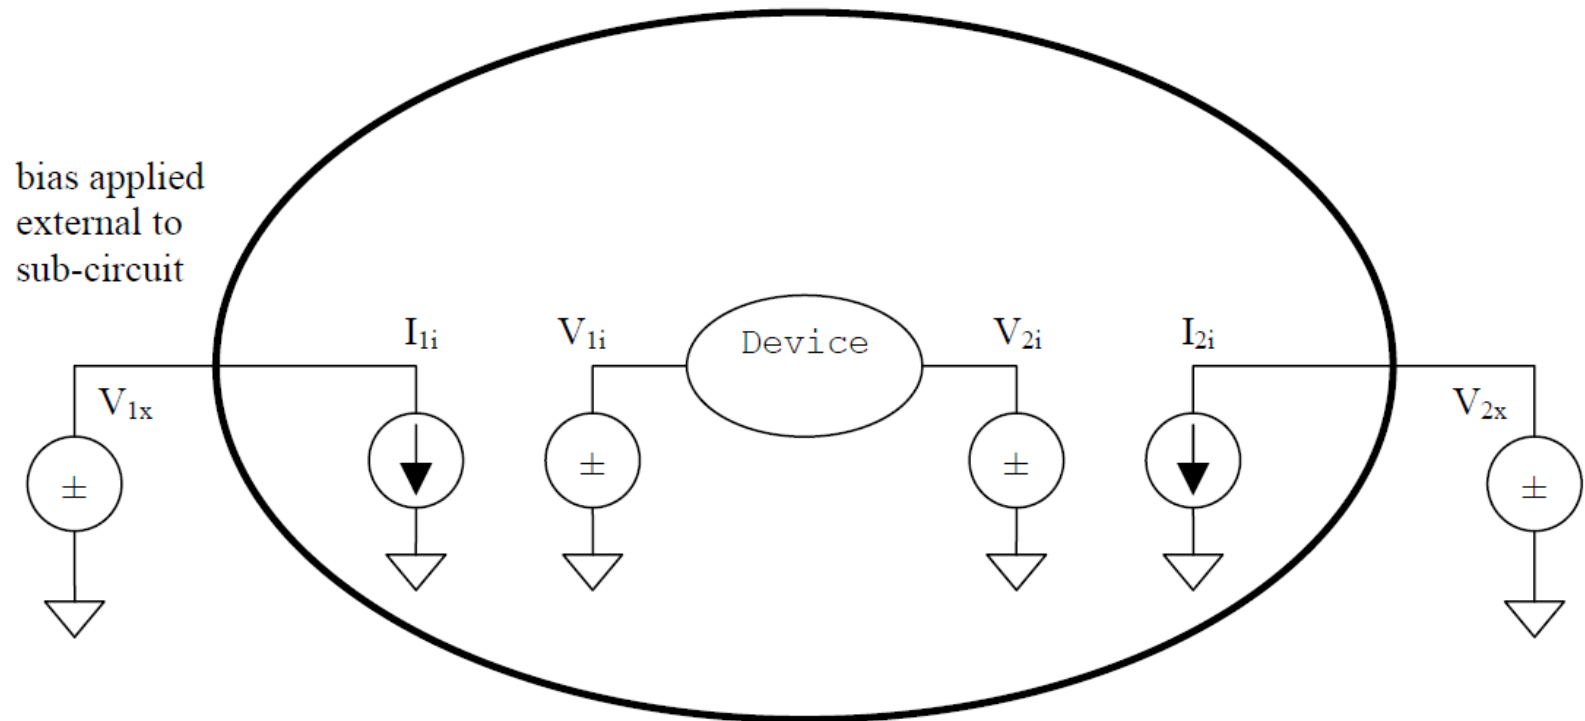 bias applied
external to
sub-circuit
I1i
V1i
Device
V2i
I2i
V1x
V2x
±
±
±
±